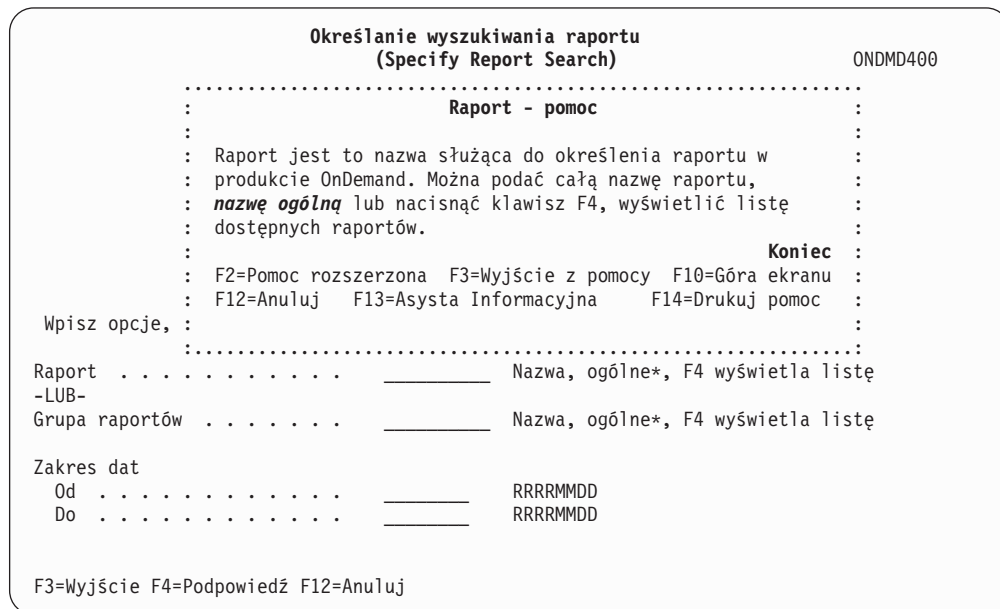 Określanie wyszukiwania raportu
(Specify Report Search) ONDMD400
................................................................
: Raport - pomoc :
: :
: Raport jest to nazwa służąca do określenia raportu w :
: produkcie OnDemand. Można podać całą nazwę raportu, :
: nazwę ogólną lub nacisnąć klawisz F4, wyświetlić listę :
: dostępnych raportów. :
: Koniec :
: F2=Pomoc rozszerzona F3=Wyjście z pomocy F10=Góra ekranu :
: F12=Anuluj F13=Asysta Informacyjna F14=Drukuj pomoc :
Wpisz opcje, : :
:..............................................................:
Raport . . . . . . . . . . . __________ Nazwa, ogólne*, F4 wyświetla listę
-LUB-
Grupa raportów . . . . . . . __________ Nazwa, ogólne*, F4 wyświetla listę
Zakres dat
Od . . . . . . . . . . . . ________ RRRRMMDD
Do . . . . . . . . . . . . ________ RRRRMMDD
F3=Wyjście F4=Podpowiedź F12=Anuluj